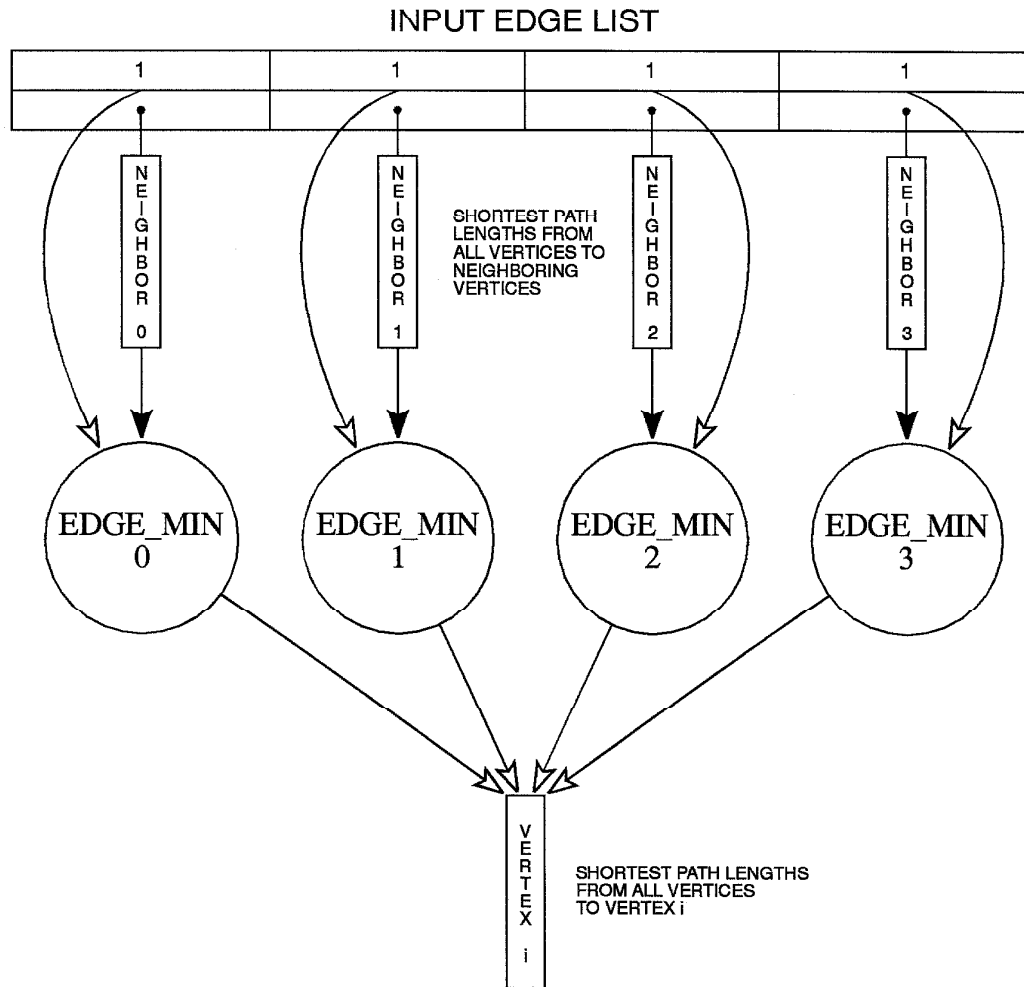 INPUT EDGE LIST
1 1 1 1
NEIGHBOR 0
NEIGHBOR 1
SHORTEST PATH
LENGTHS FROM
ALL VERTICES TO
NEIGHBORING
VERTICES
NEIGHBOR 2
NEIGHBOR 3
EDGE_MIN
0
EDGE_MIN
1
EDGE_MIN
2
EDGE_MIN
3
VERTEX i
SHORTEST PATH LENGTHS
FROM ALL VERTICES
TO VERTEX i